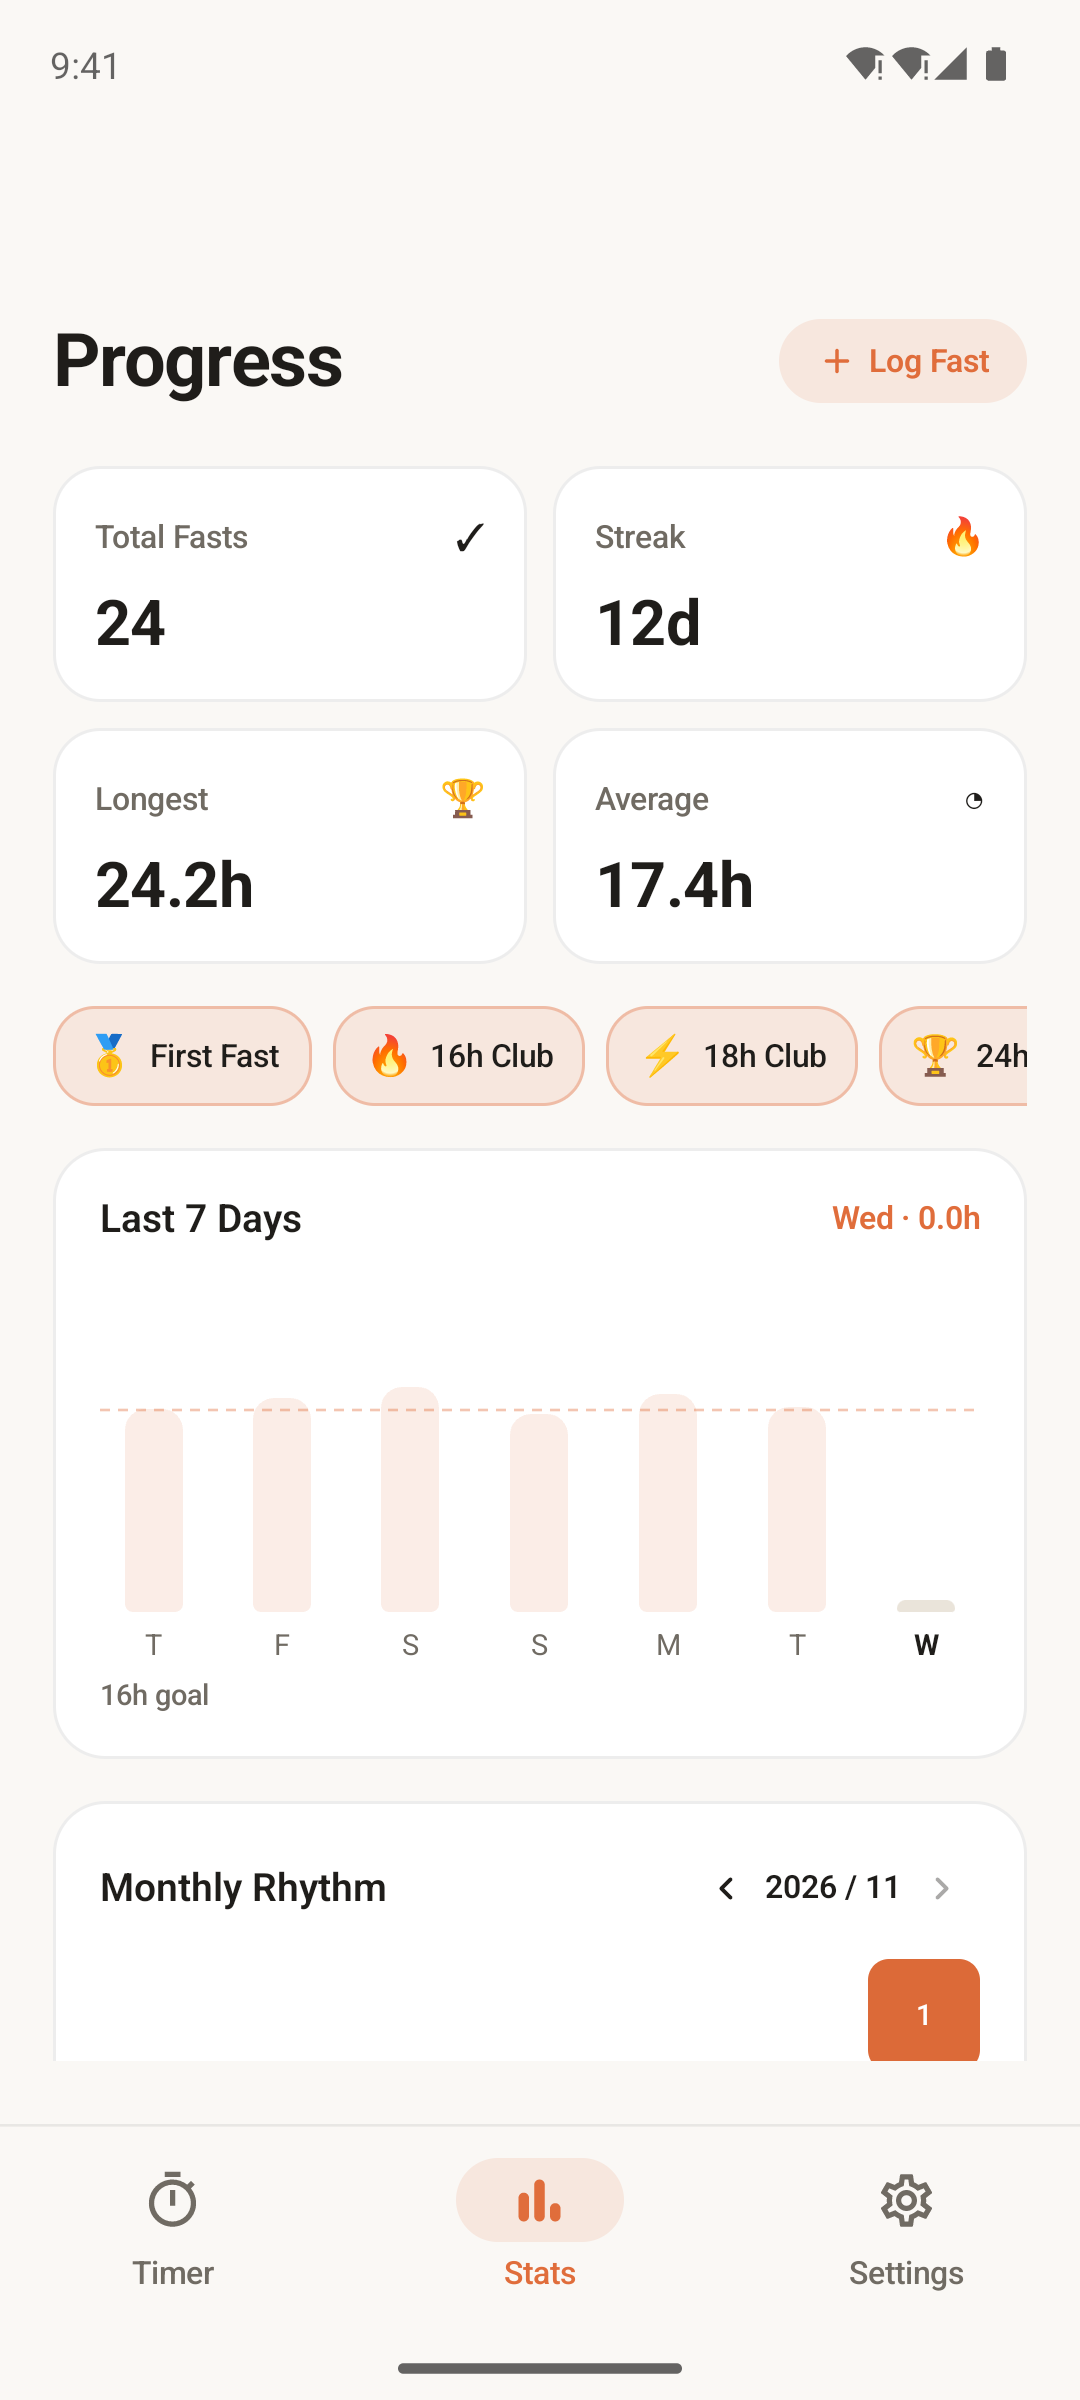 9:41
Progress
+ Log Fast
Total Fasts ✓
24
Streak 🔥
12d
Longest 🏆
24.2h
Average ◔
17.4h
🥇 First Fast
🔥 16h Club
⚡ 18h Club
🏆 24h
Last 7 Days
Wed · 0.0h
T F S S M T W
16h goal
Monthly Rhythm
2026 / 11
1
Timer
Stats
Settings